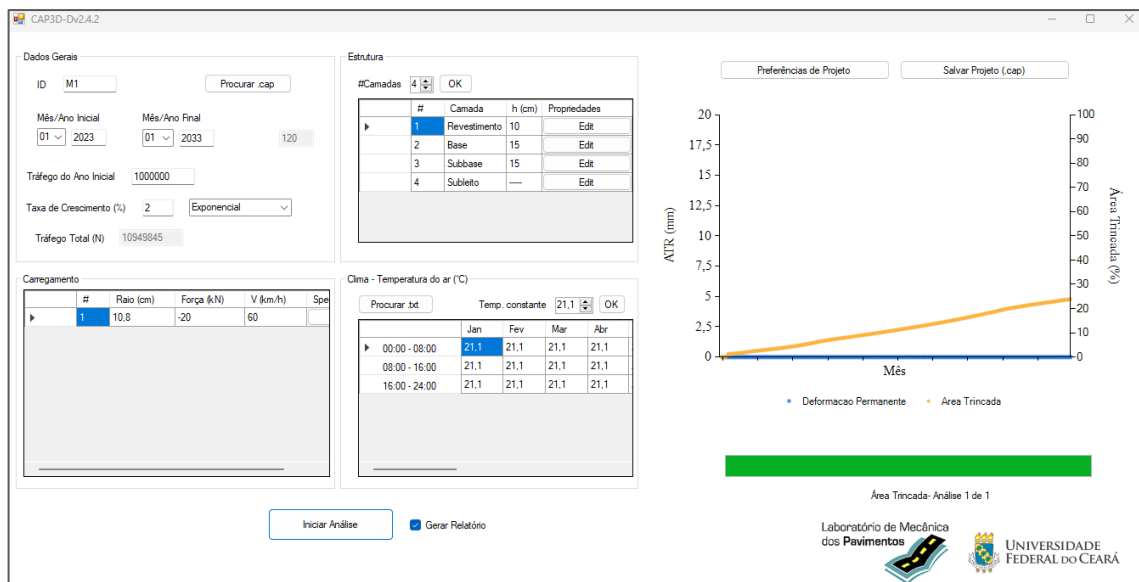 CAP3D-Dv2.4.2
Dados Gerais
ID M1 Procurar .cap
Mês/Ano Inicial Mês/Ano Final
01 2023 01 2033 120
Tráfego do Ano Inicial 1000000
Taxa de Crescimento (%) 2 Exponencial
Tráfego Total (N) 10949845
Estrutura
#Camadas 4 OK
# Camada h (cm) Propriedades
1 Revestimento 10 Edit
2 Base 15 Edit
3 Subbase 15 Edit
4 Subleito ----- Edit
Carregamento
# Raio (cm) Força (kN) V (km/h) Spe
1 10,8 -20 60
Clima - Temperatura do ar (°C)
Procurar .txt Temp. constante 21,1 OK
Jan Fev Mar Abr
00:00 - 08:00 21,1 21,1 21,1 21,1
08:00 - 16:00 21,1 21,1 21,1 21,1
16:00 - 24:00 21,1 21,1 21,1 21,1
Iniciar Análise Gerar Relatório
Preferências de Projeto Salvar Projeto (.cap)
20 100
17,5 90
15 80
12,5 70
10 60
7,5 50
5 40
2,5 30
0 20
10
0
ATR (mm)
Área Trincada (%)
Mês
Deformacao Permanente Area Trincada
Área Trincada- Análise 1 de 1
Laboratório de Mecânica
dos Pavimentos
UNIVERSIDADE
FEDERAL DO CEARÁ